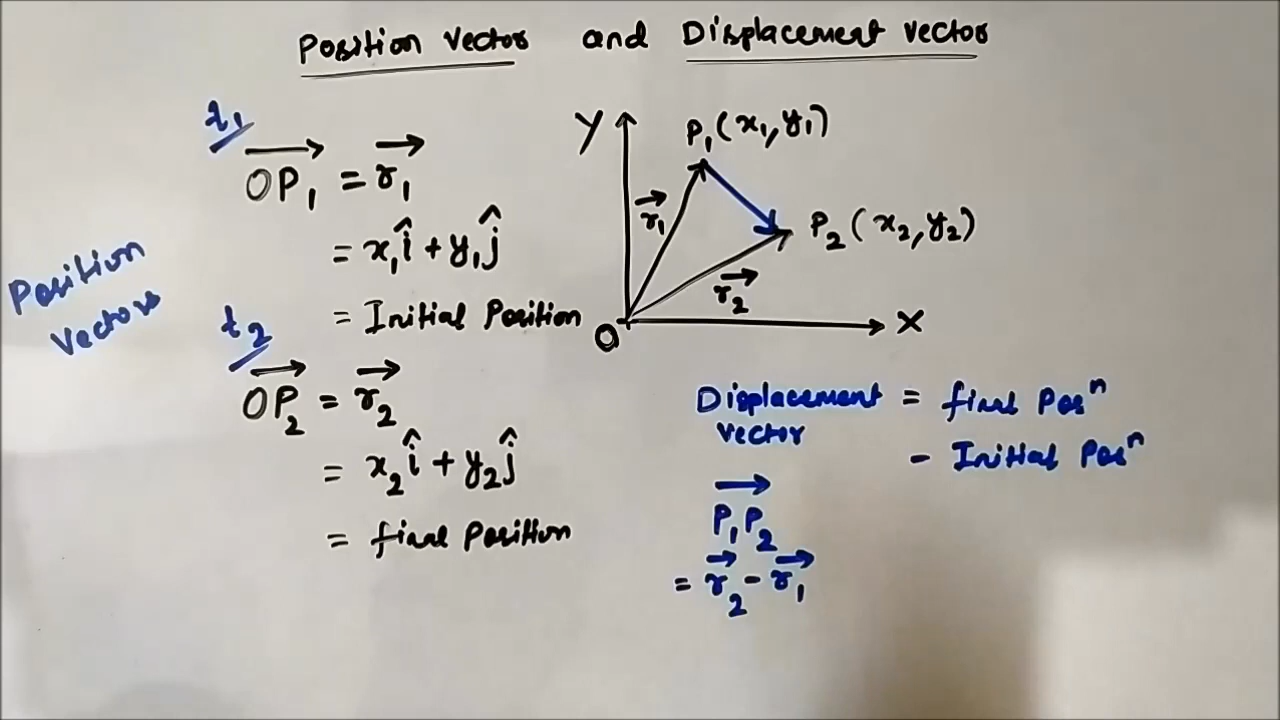 Position Vector and Displacement Vector
t₁
OP₁⃗ = r₁⃗
= x₁î + y₁ĵ
= Initial Position
Position
Vectors
t₂
OP₂⃗ = r₂⃗
= x₂î + y₂ĵ
= final Position
Y
P₁(x₁, y₁)
r₁⃗
P₂(x₂, y₂)
r₂⃗
O
X
Displacement = final Posⁿ
Vector
- Initial Posⁿ
P₁P₂⃗
= r₂⃗ - r₁⃗